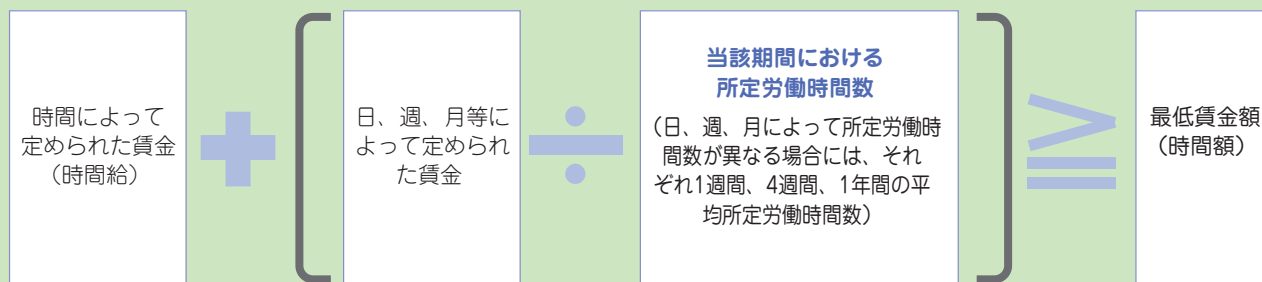 時間によって
定められた賃金
（時間給）
日、週、月等に
よって定められ
た賃金
÷
当該期間における
所定労働時間数
（日、週、月によって所定労働時
間数が異なる場合には、それ
ぞれ1週間、4週間、1年間の平
均所定労働時間数）
≧
最低賃金額
（時間額）